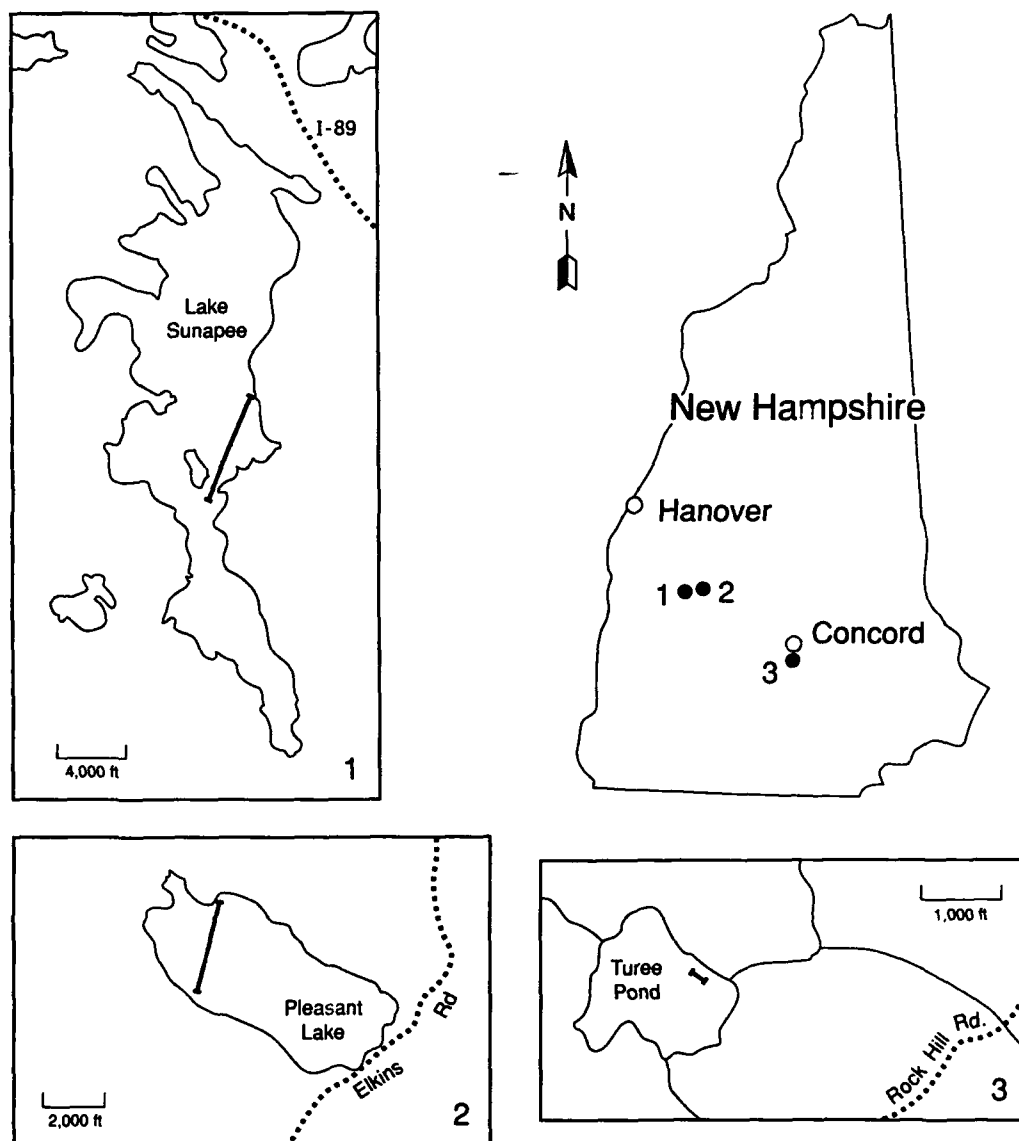 I-89
Lake
Sunapee
4,000 ft
1
N
New Hampshire
Hanover
1
2
Concord
3
Pleasant
Lake
Elkins Rd
2,000 ft
2
1,000 ft
Turee
Pond
Rock Hill Rd.
3